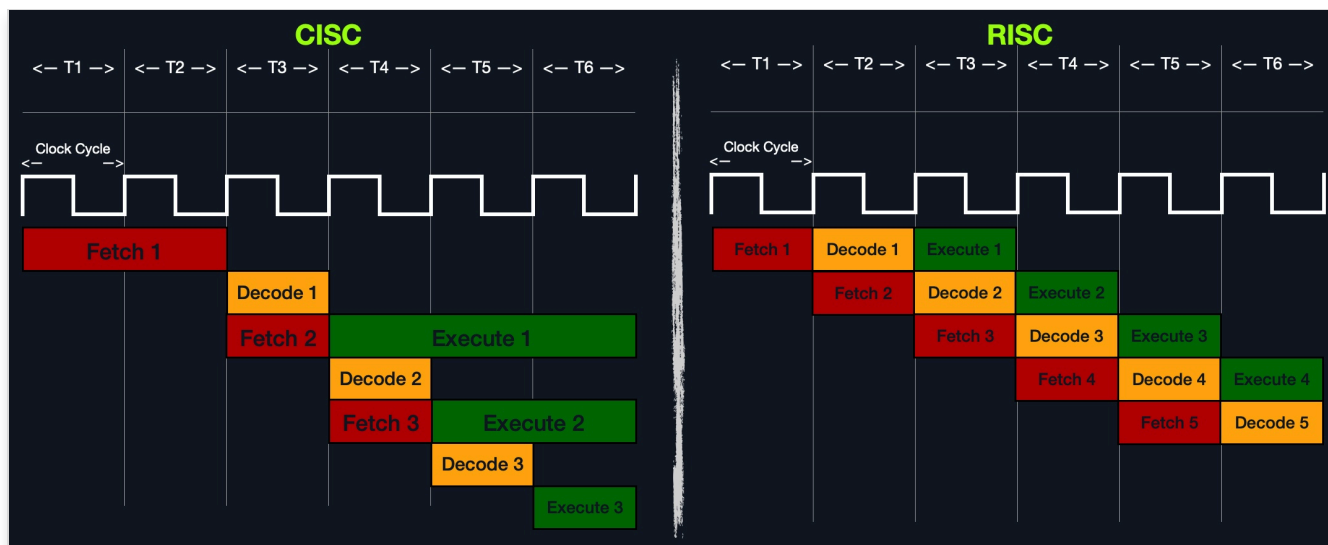 CISC
<— T1 —> <— T2 —> <— T3 —> <— T4 —> <— T5 —> <— T6 —>
Clock Cycle
<— —>
Fetch 1
Decode 1
Fetch 2 Execute 1
Decode 2
Fetch 3 Execute 2
Decode 3
Execute 3
RISC
<— T1 —> <— T2 —> <— T3 —> <— T4 —> <— T5 —> <— T6 —>
Clock Cycle
<— —>
Fetch 1 Decode 1 Execute 1
Fetch 2 Decode 2 Execute 2
Fetch 3 Decode 3 Execute 3
Fetch 4 Decode 4 Execute 4
Fetch 5 Decode 5